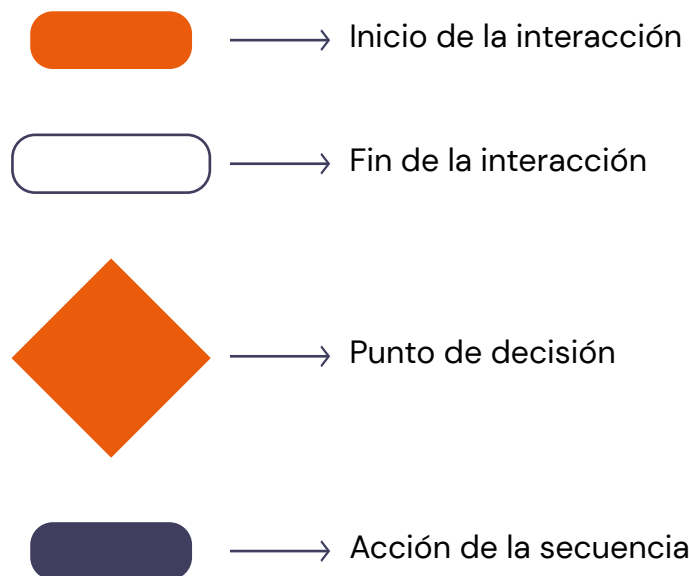 Inicio de la interacción
Fin de la interacción
Punto de decisión
Acción de la secuencia